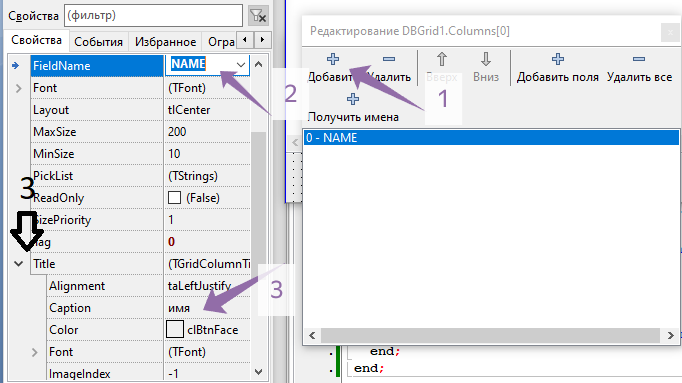 Свойства (фильтр)
Свойства События Избранное Огра
FieldName NAME
Font (TFont)
Layout tlCenter
MaxSize 200
MinSize 10
PickList (TStrings)
ReadOnly (False)
SizePriority 1
Tag 0
Title (TGridColumnTi
Alignment taLeftJustify
Caption имя
Color clBtnFace
Font (TFont)
ImageIndex -1
3
2
3
Редактирование DBGrid1.Columns[0]
Добавить Удалить Вверх Вниз Добавить поля Удалить все
1
Получить имена
0 - NAME
end;
end;